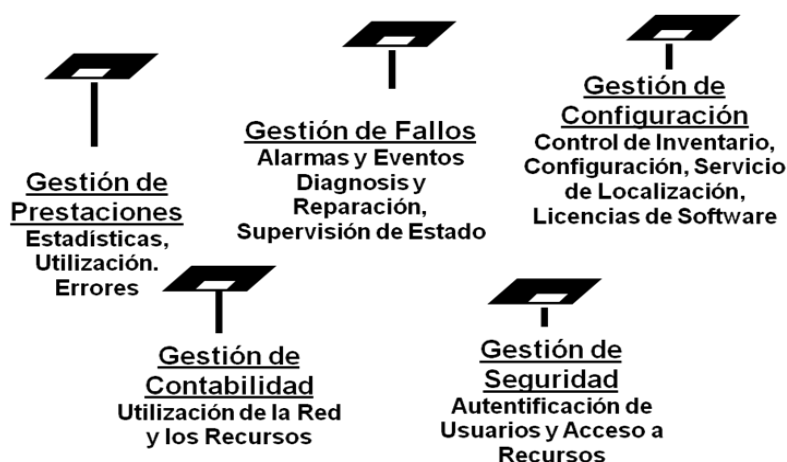 Gestión de
Prestaciones
Estadísticas,
Utilización.
Errores
Gestión de Fallos
Alarmas y Eventos
Diagnosis y
Reparación,
Supervisión de Estado
Gestión de
Configuración
Control de Inventario,
Configuración, Servicio
de Localización,
Licencias de Software
Gestión de
Contabilidad
Utilización de la Red
y los Recursos
Gestión de
Seguridad
Autentificación de
Usuarios y Acceso a
Recursos